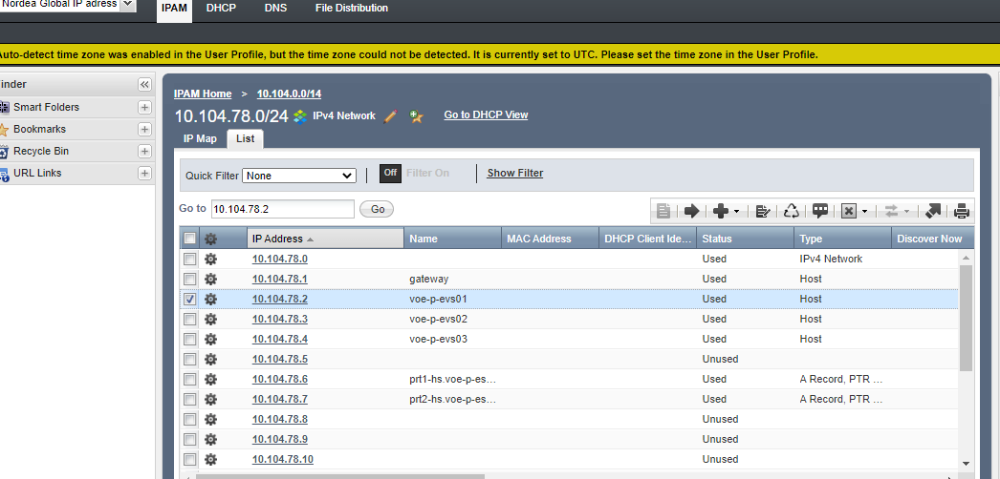 Nordea Global IP adress
IPAM DHCP DNS File Distribution
Auto-detect time zone was enabled in the User Profile, but the time zone could not be detected. It is currently set to UTC. Please set the time zone in the User Profile.
inder
Smart Folders
Bookmarks
Recycle Bin
URL Links
IPAM Home > 10.104.0.0/14
10.104.78.0/24 IPv4 Network Go to DHCP View
IP Map List
Quick Filter None Off Filter On Show Filter
Go to 10.104.78.2 Go
IP Address Name MAC Address DHCP Client Ide... Status Type Discover Now
10.104.78.0 Used IPv4 Network
10.104.78.1 gateway Used Host
10.104.78.2 voe-p-evs01 Used Host
10.104.78.3 voe-p-evs02 Used Host
10.104.78.4 voe-p-evs03 Used Host
10.104.78.5 Unused
10.104.78.6 prt1-hs.voe-p-es... Used A Record, PTR ...
10.104.78.7 prt2-hs.voe-p-es... Used A Record, PTR ...
10.104.78.8 Unused
10.104.78.9 Unused
10.104.78.10 Unused